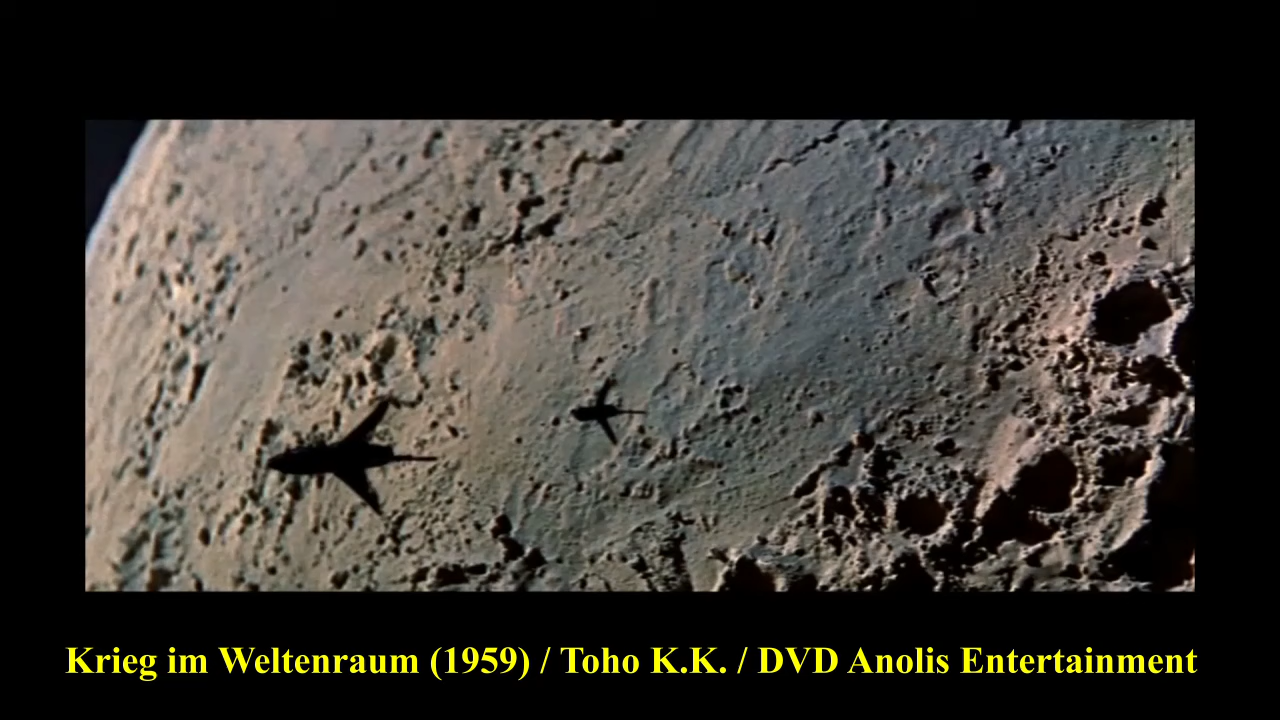 Krieg im Weltenraum (1959) / Toho K.K. / DVD Anolis Entertainment